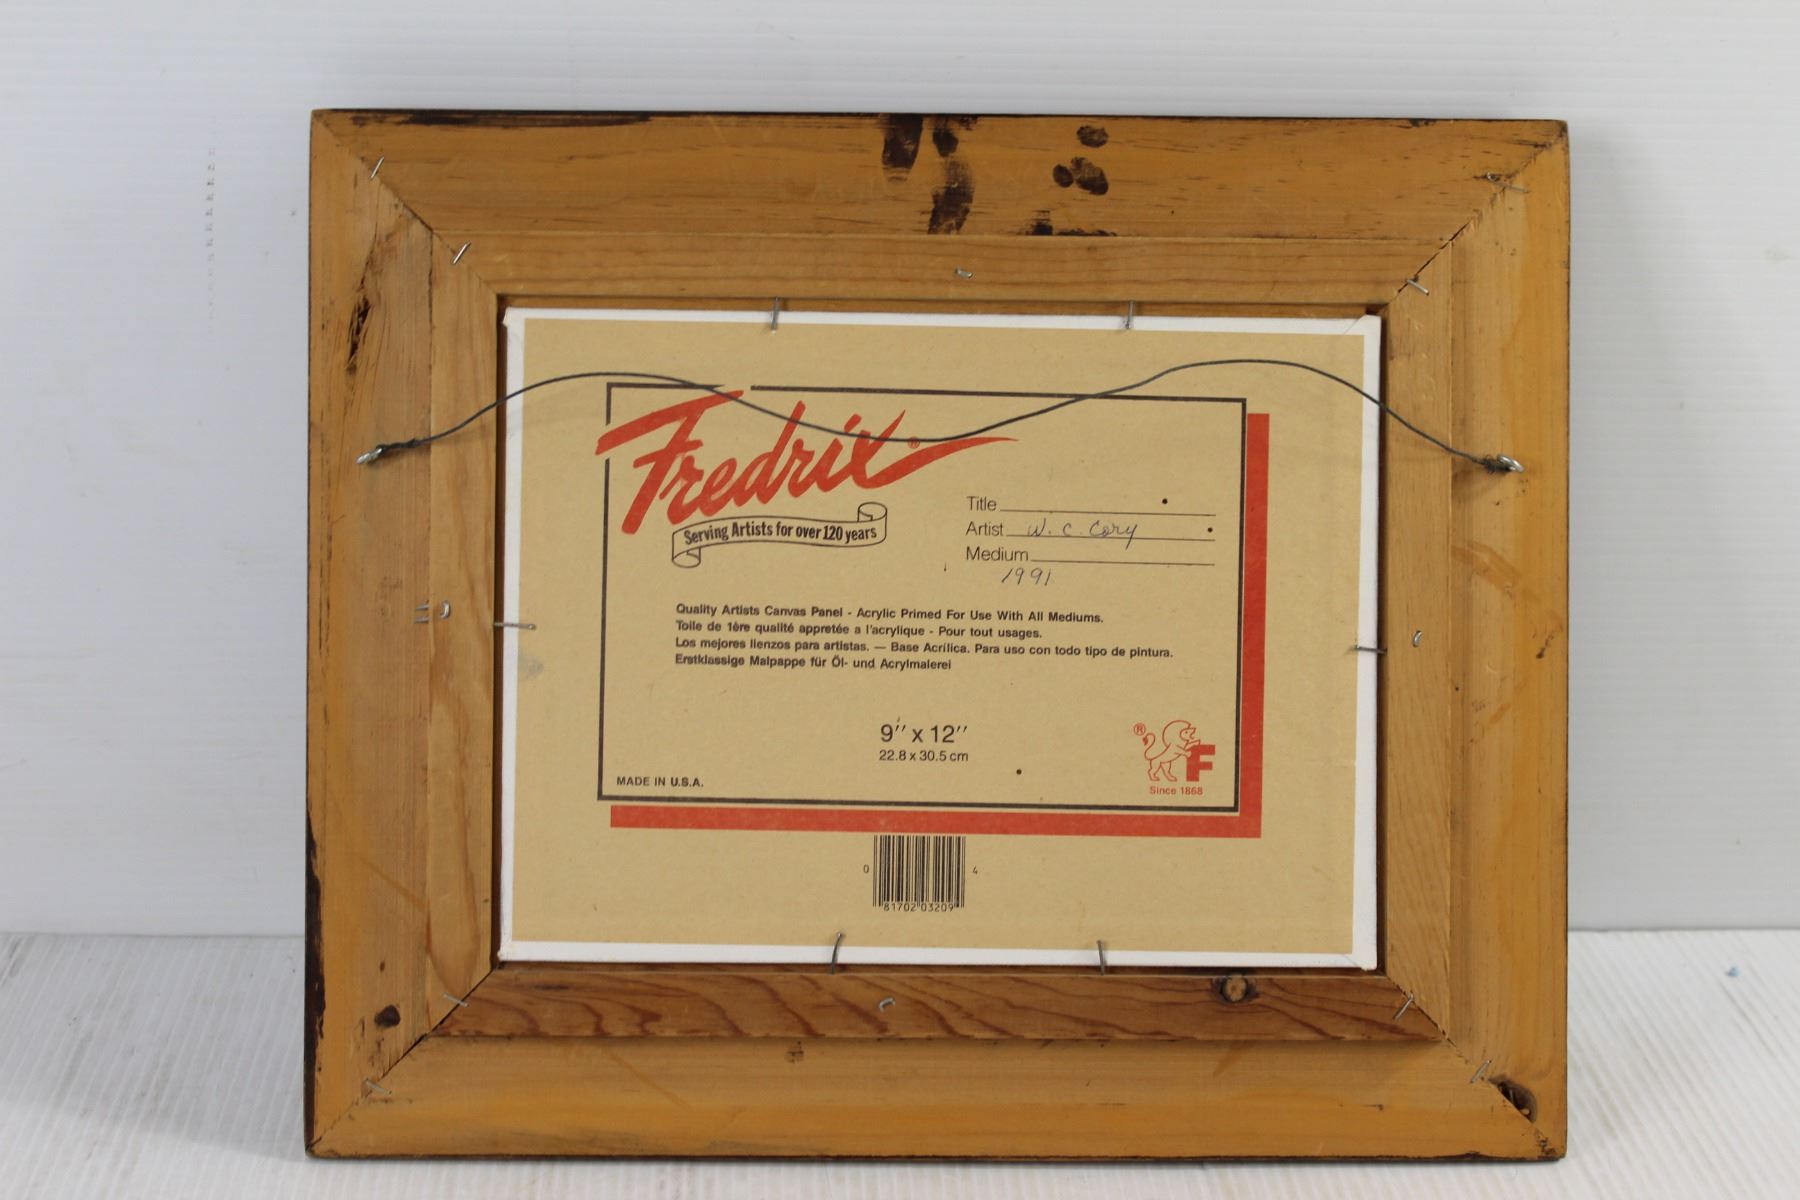 Fredrix®
Serving Artists for over 120 years
Title
Artist W. C. Cory
Medium
1991
Quality Artists Canvas Panel - Acrylic Primed For Use With All Mediums.
Toile de 1ère qualité appretée a l'acrylique - Pour tout usages.
Los mejores lienzos para artistas. — Base Acrílica. Para uso con todo tipo de pintura.
Erstklassige Malpappe für Öl- und Acrylmalerei
9'' x 12''
22.8 x 30.5 cm
® F
Since 1868
MADE IN U.S.A.
0 81702 03209 4